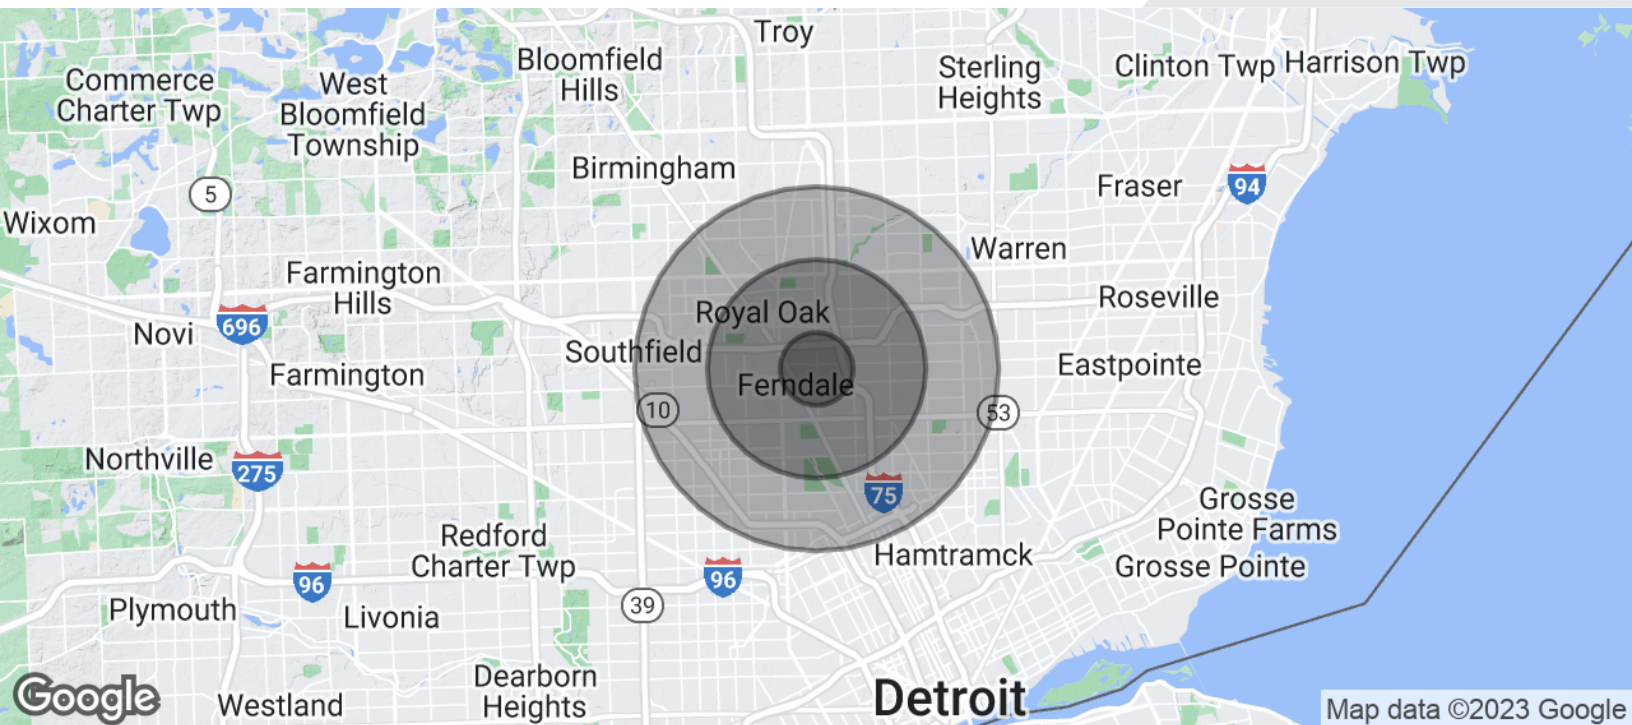 Troy
Bloomfield
Hills
Commerce
Charter Twp
West
Bloomfield
Township
Sterling
Heights
Clinton Twp
Harrison Twp
Birmingham
5
Fraser
94
Wixom
Warren
Farmington
Hills
Royal Oak
Roseville
Novi
696
Southfield
Eastpointe
Farmington
Ferndale
10
53
Northville
275
75
Grosse
Pointe Farms
Redford
Charter Twp
Hamtramck
Grosse Pointe
96
96
Plymouth
Livonia
39
Dearborn
Heights
Google
Westland
Detroit
Map data ©2023 Google